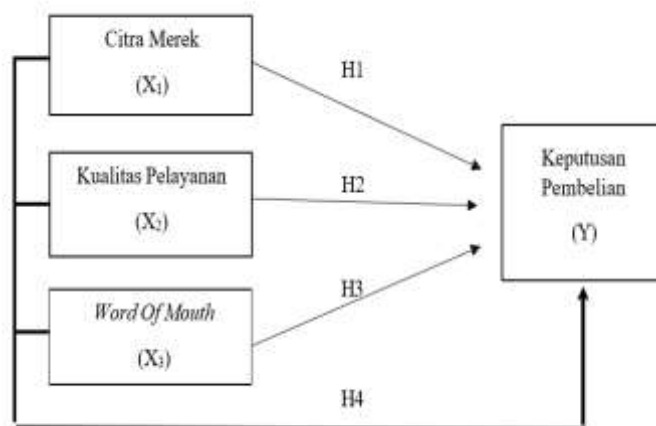 Citra Merek
(X₁)
H1
Kualitas Pelayanan
(X₂)
H2
Keputusan
Pembelian
(Y)
Word Of Mouth
(X₃)
H3
H4